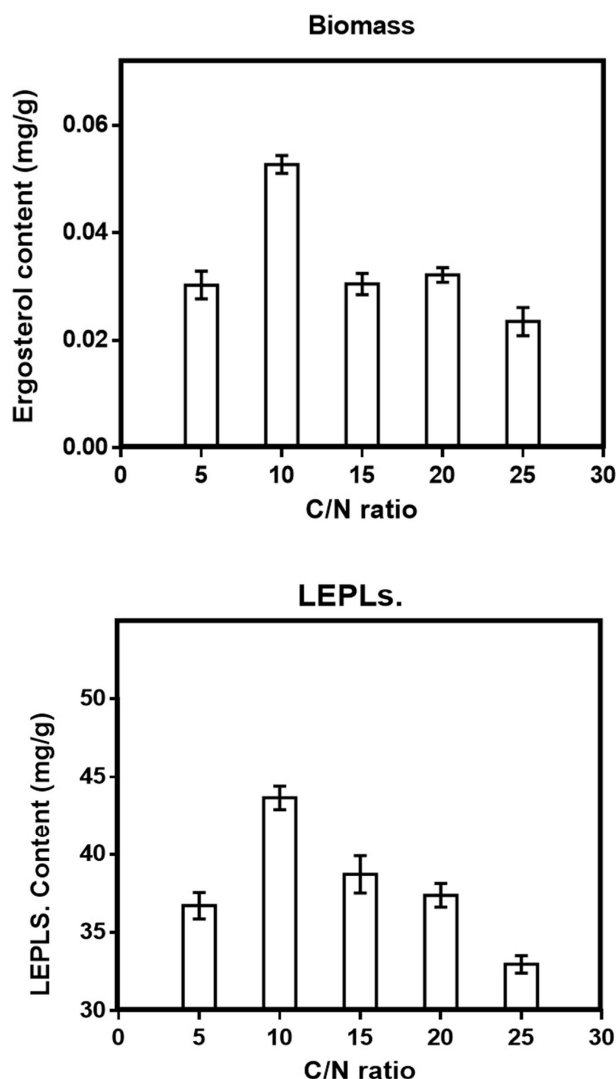 Biomass
Ergosterol content (mg/g)
0.06
0.04
0.02
0.00
0 5 10 15 20 25 30
C/N ratio
LEPLs.
LEPLS. Content (mg/g)
50
45
40
35
30
0 5 10 15 20 25 30
C/N ratio